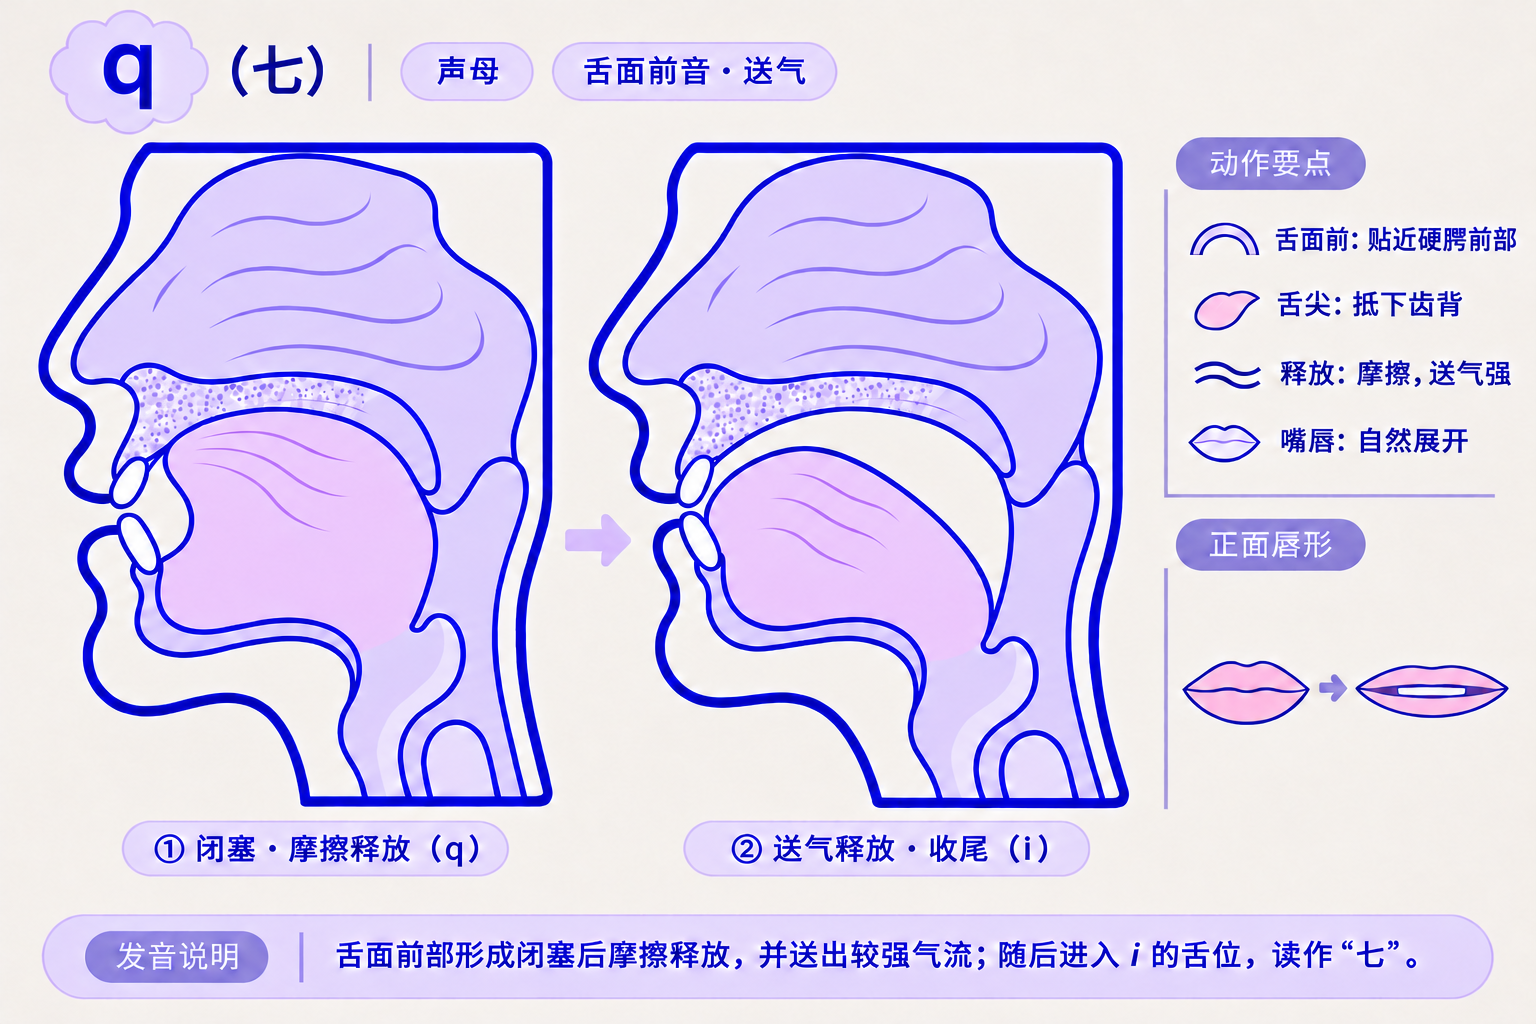 q （七） 声母 舌面前音·送气
动作要点
舌面前：贴近硬腭前部
舌尖：抵下齿背
释放：摩擦，送气强
嘴唇：自然展开
正面唇形
① 闭塞·摩擦释放（q）
② 送气释放·收尾（i）
发音说明 舌面前部形成闭塞后摩擦释放，并送出较强气流；随后进入 i 的舌位，读作“七”。